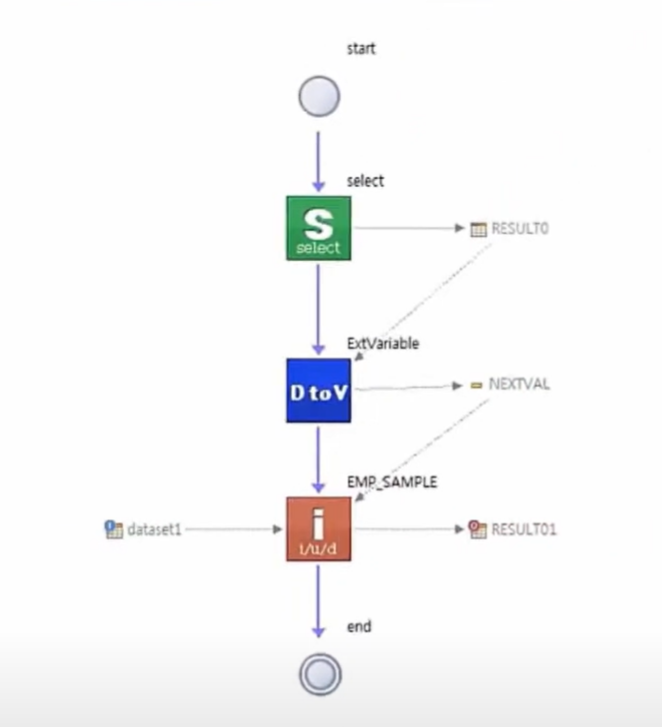 start
select
S
select
RESULT0
ExtVariable
D to V
NEXTVAL
EMP_SAMPLE
dataset1
i
i/u/d
RESULT01
end